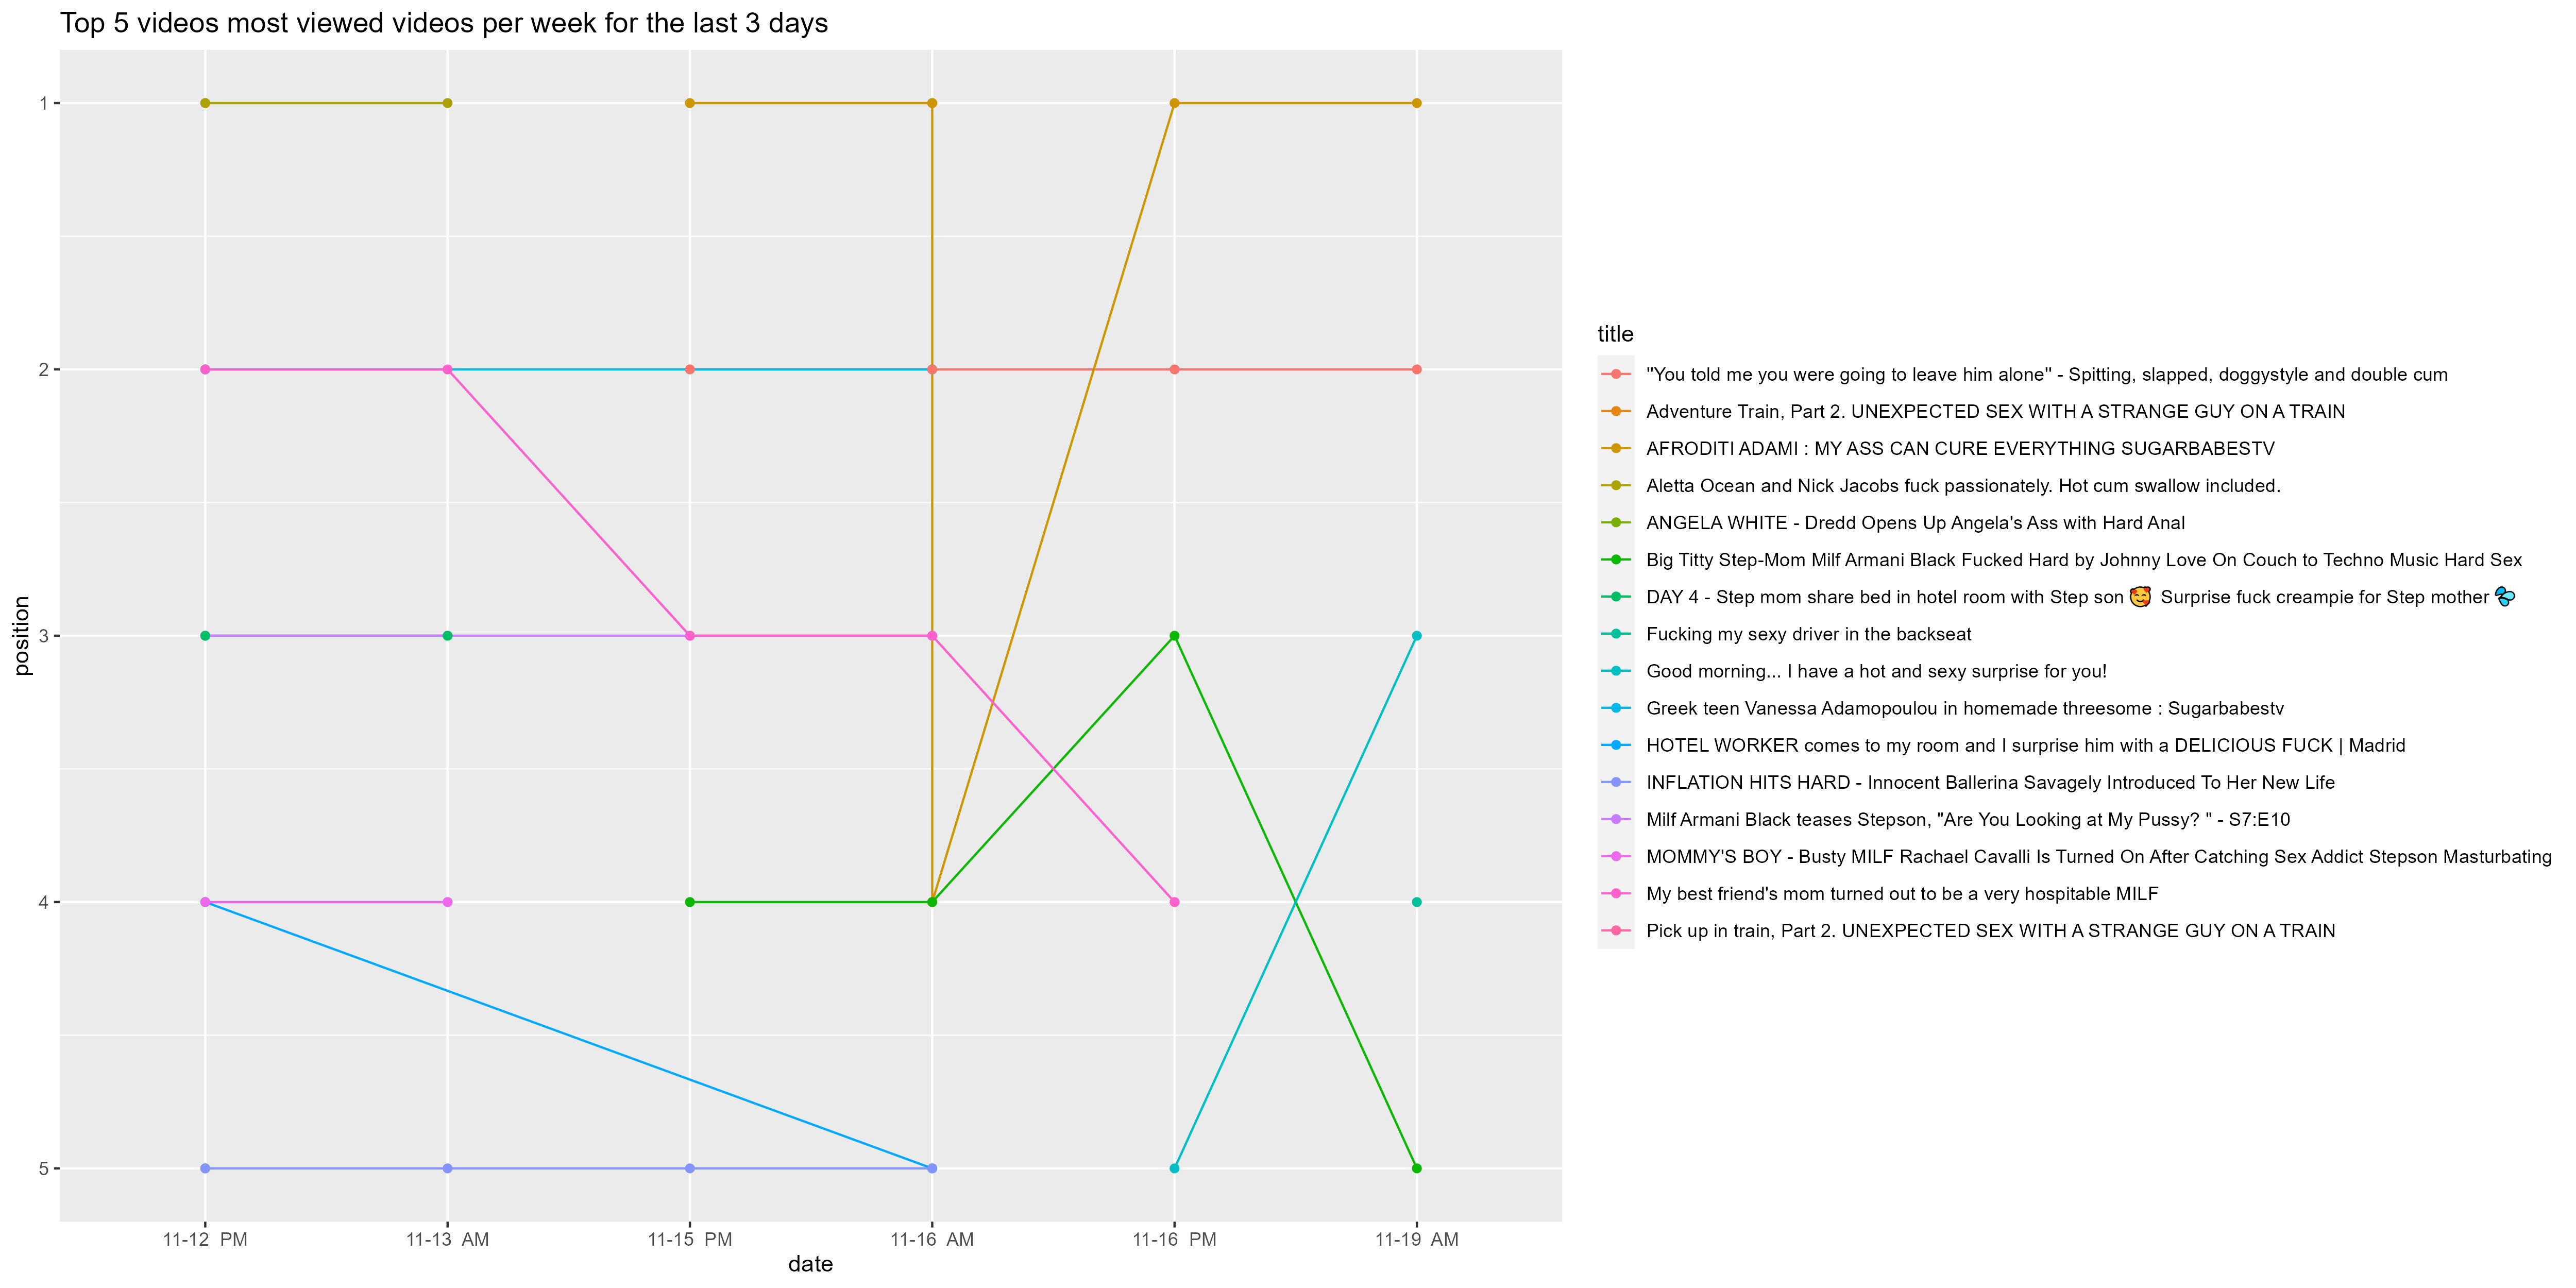 Top 5 videos most viewed videos per week for the last 3 days
1
2
3
4
5
position
11-12 PM
11-13 AM
11-15 PM
11-16 AM
11-16 PM
11-19 AM
date
title
"You told me you were going to leave him alone" - Spitting, slapped, doggystyle and double cum
Adventure Train, Part 2. UNEXPECTED SEX WITH A STRANGE GUY ON A TRAIN
AFRODITI ADAMI : MY ASS CAN CURE EVERYTHING SUGARBABESTV
Aletta Ocean and Nick Jacobs fuck passionately. Hot cum swallow included.
ANGELA WHITE - Dredd Opens Up Angela's Ass with Hard Anal
Big Titty Step-Mom Milf Armani Black Fucked Hard by Johnny Love On Couch to Techno Music Hard Sex
DAY 4 - Step mom share bed in hotel room with Step son 🥰 Surprise fuck creampie for Step mother 💦
Fucking my sexy driver in the backseat
Good morning... I have a hot and sexy surprise for you!
Greek teen Vanessa Adamopoulou in homemade threesome : Sugarbabestv
HOTEL WORKER comes to my room and I surprise him with a DELICIOUS FUCK | Madrid
INFLATION HITS HARD - Innocent Ballerina Savagely Introduced To Her New Life
Milf Armani Black teases Stepson, "Are You Looking at My Pussy? " - S7:E10
MOMMY'S BOY - Busty MILF Rachael Cavalli Is Turned On After Catching Sex Addict Stepson Masturbating
My best friend's mom turned out to be a very hospitable MILF
Pick up in train, Part 2. UNEXPECTED SEX WITH A STRANGE GUY ON A TRAIN